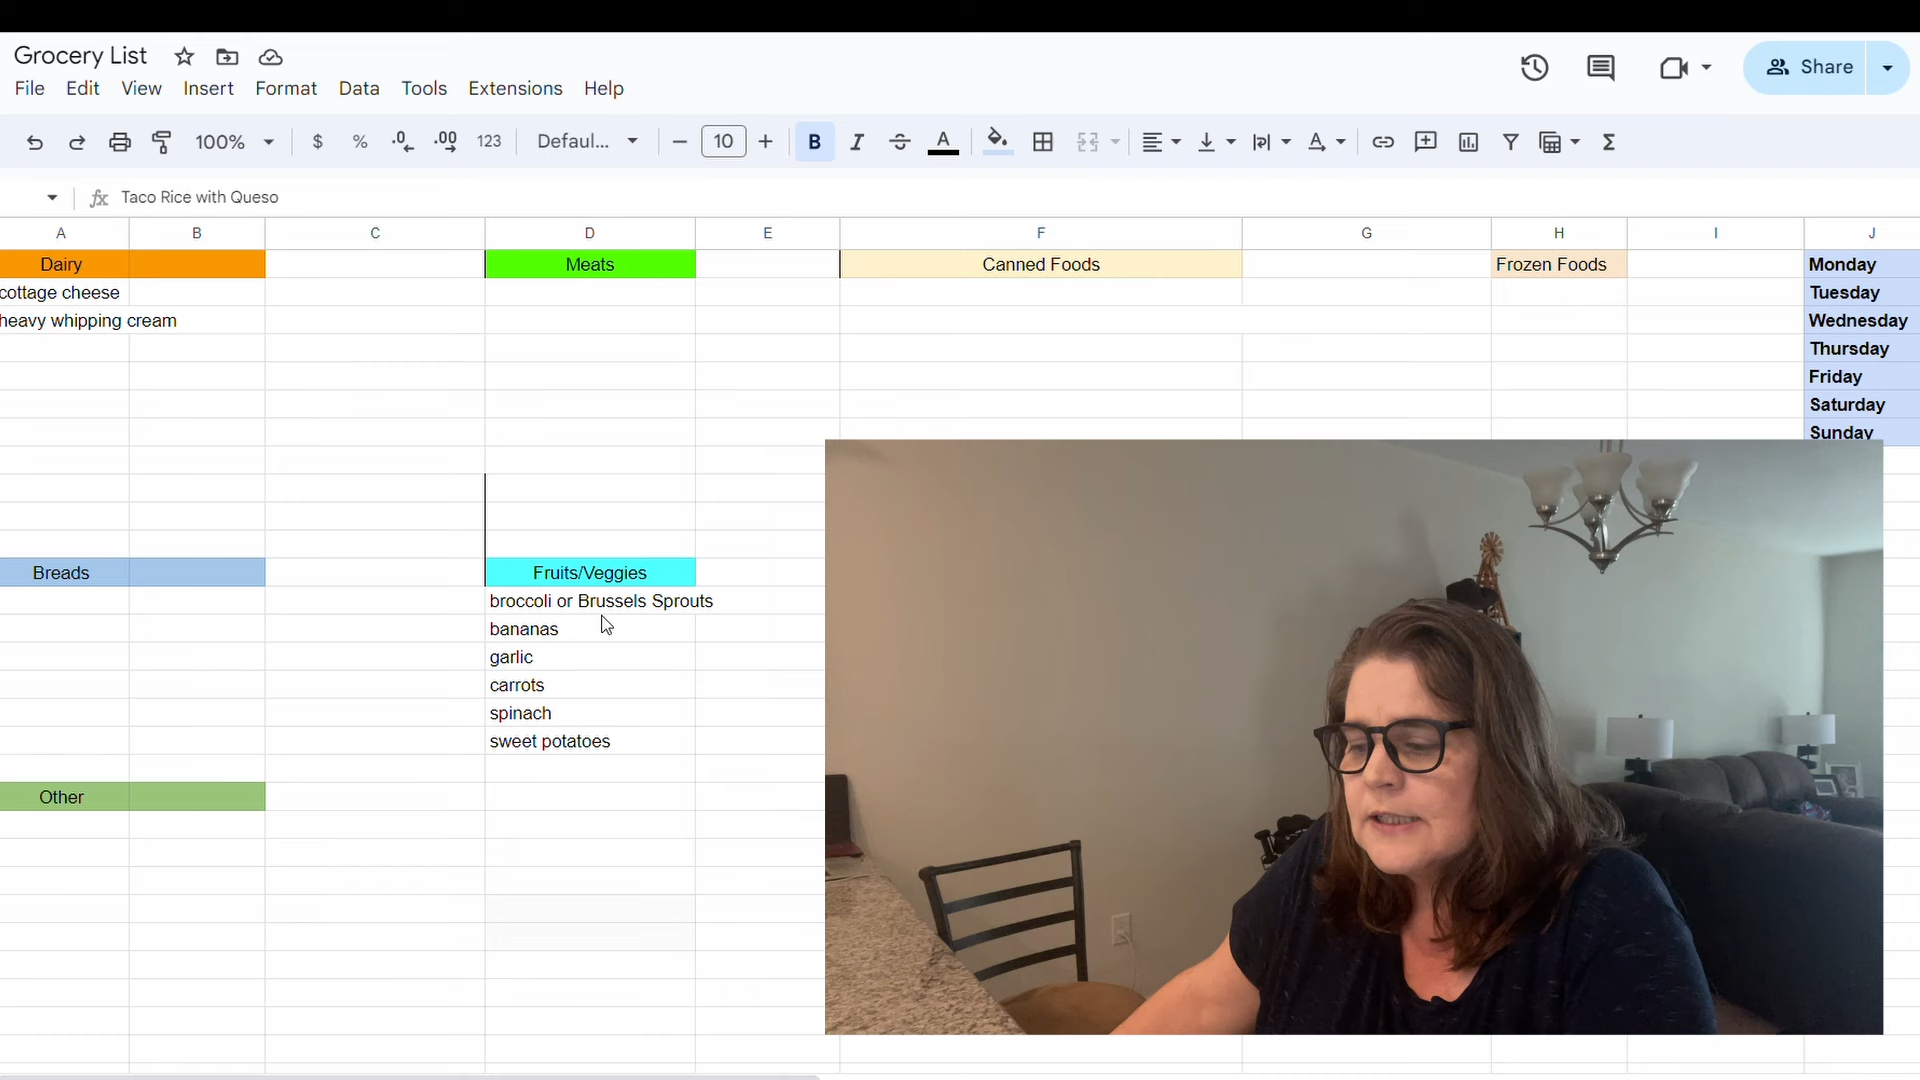 Grocery List
File Edit View Insert Format Data Tools Extensions Help
Share
100% $ % .0 .00 123 Defaul... 10 B I A
fx Taco Rice with Queso
A B C D E F G H I J
Dairy Meats Canned Foods Frozen Foods Monday
cottage cheese Tuesday
heavy whipping cream Wednesday
Thursday
Friday
Saturday
Sunday
Breads Fruits/Veggies
broccoli or Brussels Sprouts
bananas
garlic
carrots
spinach
sweet potatoes
Other